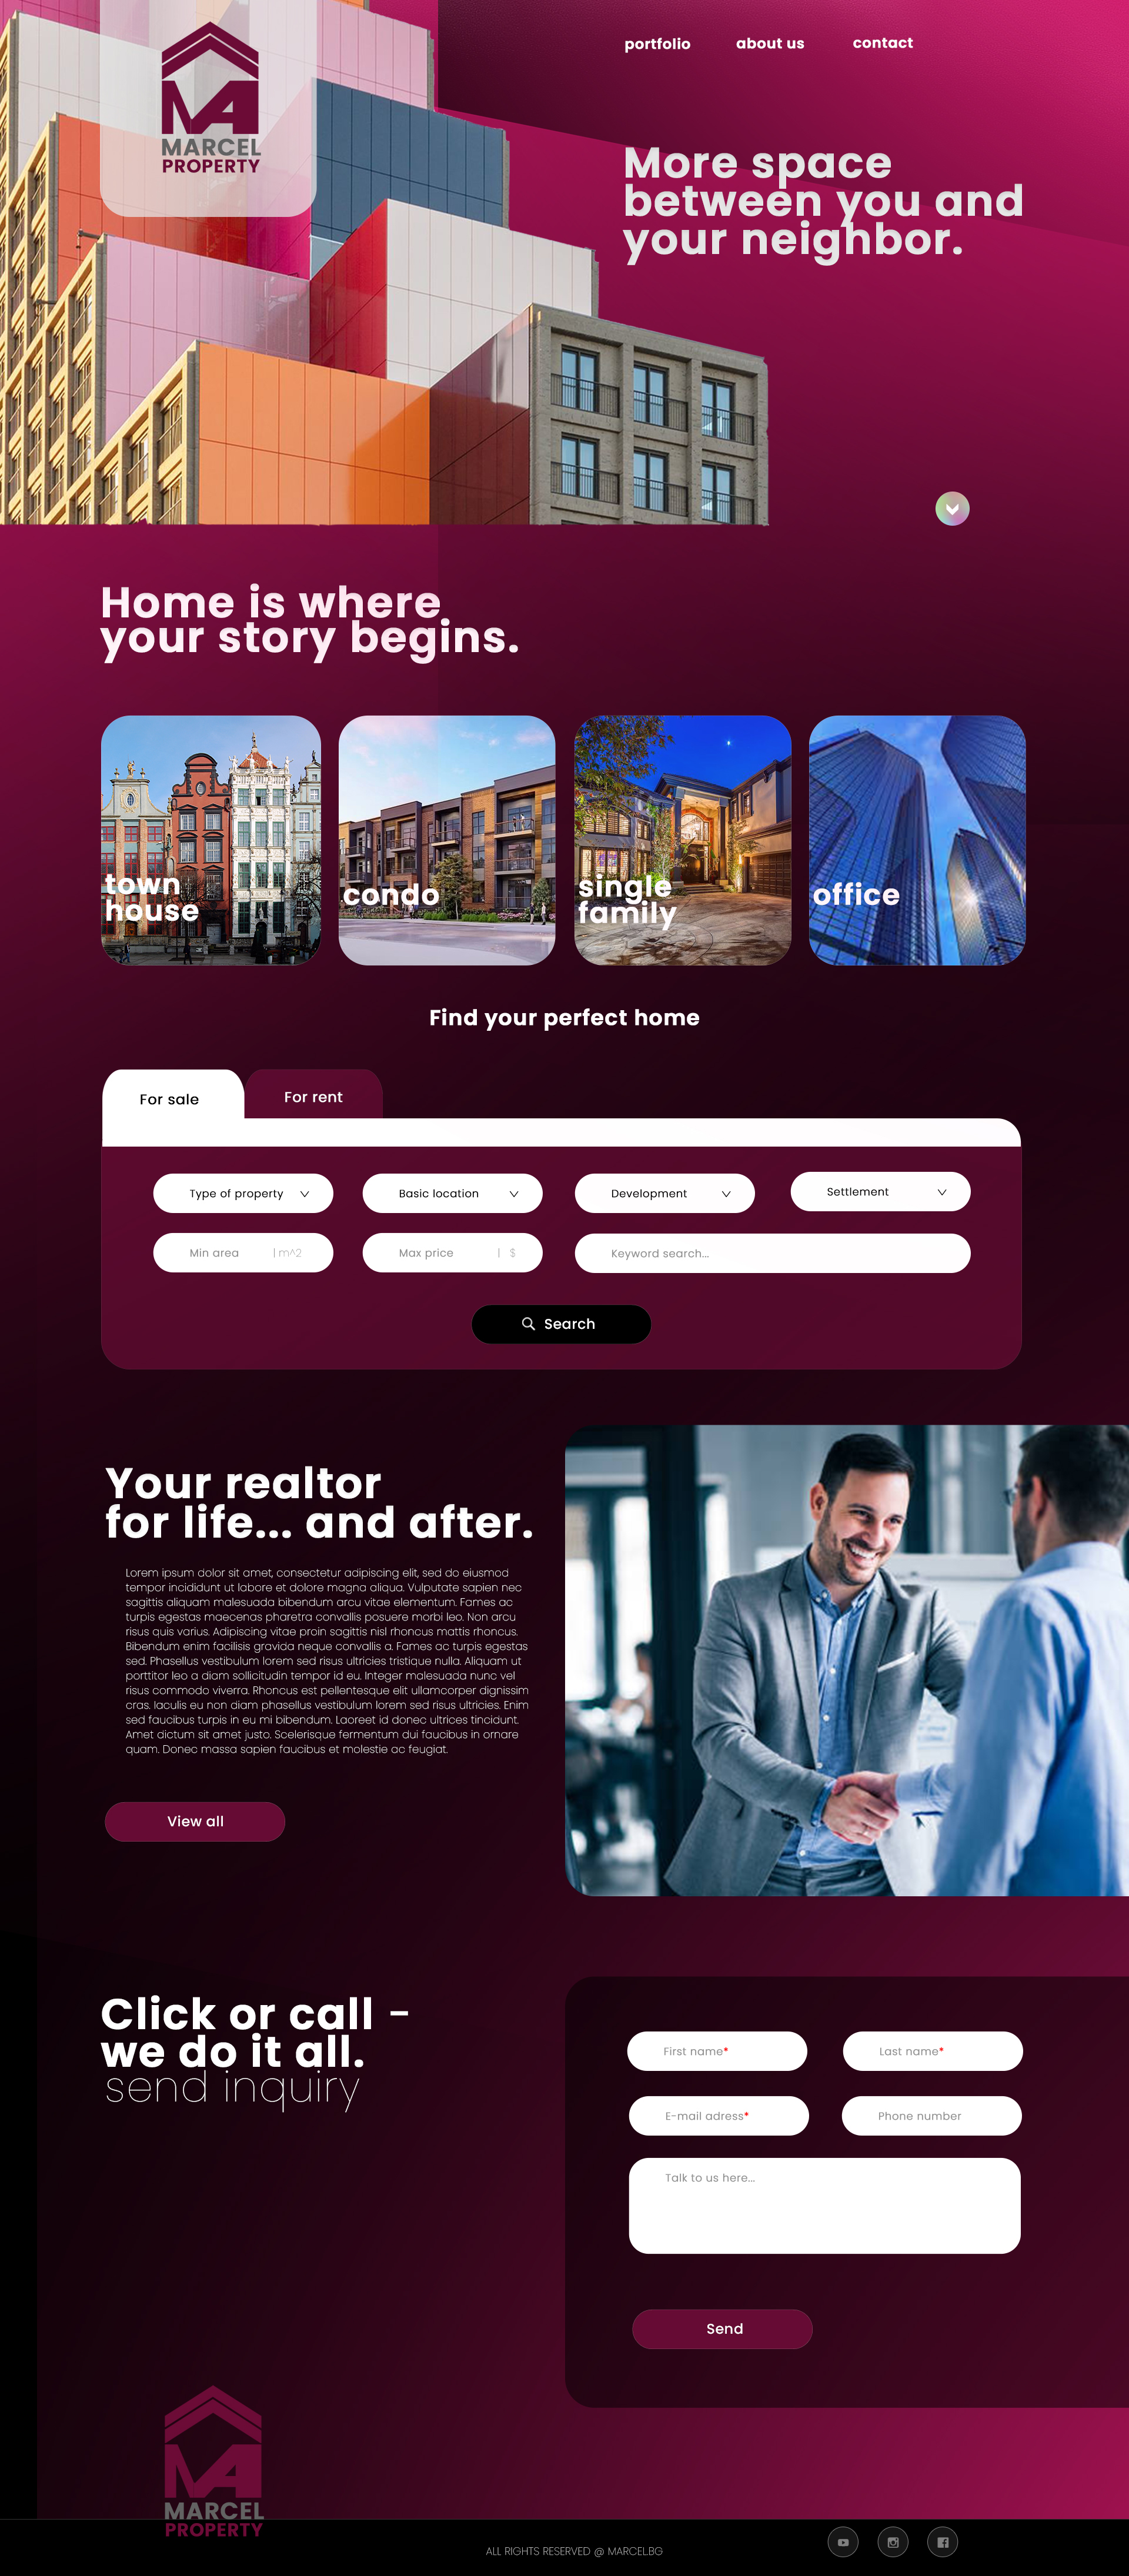 MARCEL
PROPERTY
portfolio
about us
contact
More space
between you and
your neighbor.
Home is where
your story begins.
town
house
condo
single
family
office
Find your perfect home
For sale
For rent
Type of property
Basic location
Development
Settlement
Min area | m^2
Max price | $
Keyword search...
Search
Your realtor
for life... and after.
Lorem ipsum dolor sit amet, consectetur adipiscing elit, sed do eiusmod
tempor incididunt ut labore et dolore magna aliqua. Vulputate sapien nec
sagittis aliquam malesuada bibendum arcu vitae elementum. Fames ac
turpis egestas maecenas pharetra convallis posuere morbi leo. Non arcu
risus quis varius. Adipiscing vitae proin sagittis nisl rhoncus mattis rhoncus.
Bibendum enim facilisis gravida neque convallis a. Fames ac turpis egestas
sed. Phasellus vestibulum lorem sed risus ultricies tristique nulla. Aliquam ut
porttitor leo a diam sollicitudin tempor id eu. Integer malesuada nunc vel
risus commodo viverra. Rhoncus est pellentesque elit ullamcorper dignissim
cras. Iaculis eu non diam phasellus vestibulum lorem sed risus ultricies. Enim
sed faucibus turpis in eu mi bibendum. Laoreet id donec ultrices tincidunt.
Amet dictum sit amet justo. Scelerisque fermentum dui faucibus in ornare
quam. Donec massa sapien faucibus et molestie ac feugiat.
View all
Click or call -
we do it all.
send inquiry
First name*
Last name*
E-mail adress*
Phone number
Talk to us here...
Send
MARCEL
PROPERTY
ALL RIGHTS RESERVED @ MARCEL.BG